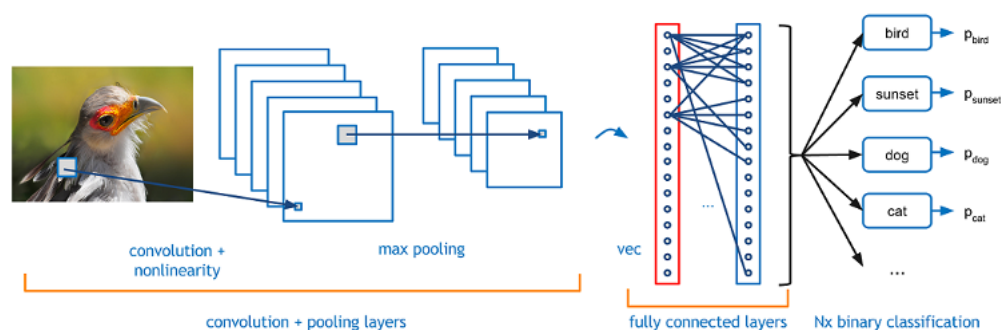 bird
p_bird
sunset
p_sunset
dog
p_dog
cat
p_cat
...
...
convolution +
nonlinearity
max pooling
vec
convolution + pooling layers
fully connected layers
Nx binary classification